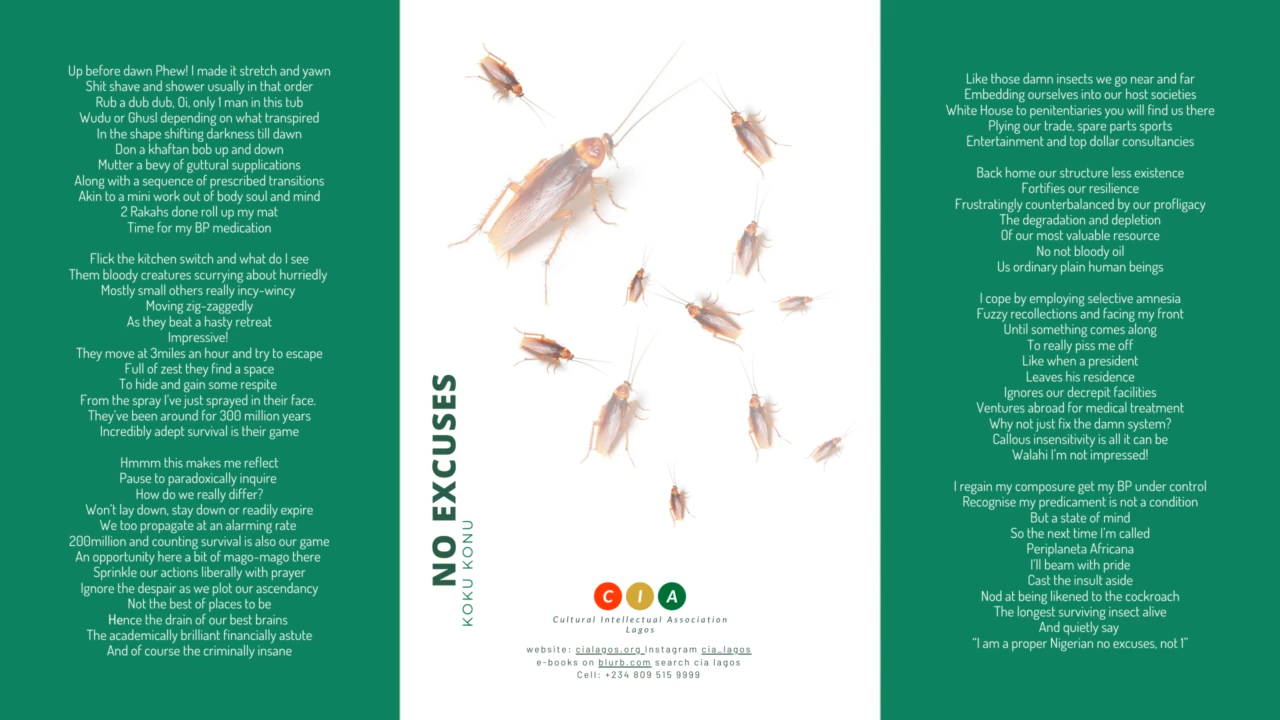 Up before dawn Phew! I made it stretch and yawn
Shit shave and shower usually in that order
Rub a dub dub, Oi, only 1 man in this tub
Wudu or Ghusl depending on what transpired
In the shape shifting darkness till dawn
Don a khaftan bob up and down
Mutter a bevy of guttural supplications
Along with a sequence of prescribed transitions
Akin to a mini work out of body soul and mind
2 Rakahs done roll up my mat
Time for my BP medication
Flick the kitchen switch and what do I see
Them bloody creatures scurrying about hurriedly
Mostly small others really incy-wincy
Moving zig-zaggedly
As they beat a hasty retreat
Impressive!
They move at 3miles an hour and try to escape
Full of zest they find a space
To hide and gain some respite
From the spray I've just sprayed in their face.
They've been around for 300 million years
Incredibly adept survival is their game
Hmmm this makes me reflect
Pause to paradoxically inquire
How do we really differ?
Won't lay down, stay down or readily expire
We too propagate at an alarming rate
200million and counting survival is also our game
An opportunity here a bit of mago-mago there
Sprinkle our actions liberally with prayer
Ignore the despair as we plot our ascendancy
Not the best of places to be
Hence the drain of our best brains
The academically brilliant financially astute
And of course the criminally insane
NO EXCUSES
KOKU KONU
C I A
Cultural Intellectual Association
Lagos
website: cialagos.org Instagram cia_lagos
e-books on blurb.com search cia lagos
Cell: +234 809 515 9999
Like those damn insects we go near and far
Embedding ourselves into our host societies
White House to penitentiaries you will find us there
Plying our trade, spare parts sports
Entertainment and top dollar consultancies
Back home our structure less existence
Fortifies our resilience
Frustratingly counterbalanced by our profligacy
The degradation and depletion
Of our most valuable resource
No not bloody oil
Us ordinary plain human beings
I cope by employing selective amnesia
Fuzzy recollections and facing my front
Until something comes along
To really piss me off
Like when a president
Leaves his residence
Ignores our decrepit facilities
Ventures abroad for medical treatment
Why not just fix the damn system?
Callous insensitivity is all it can be
Walahi I'm not impressed!
I regain my composure get my BP under control
Recognise my predicament is not a condition
But a state of mind
So the next time I'm called
Periplaneta Africana
I'll beam with pride
Cast the insult aside
Nod at being likened to the cockroach
The longest surviving insect alive
And quietly say
"I am a proper Nigerian no excuses, not 1"